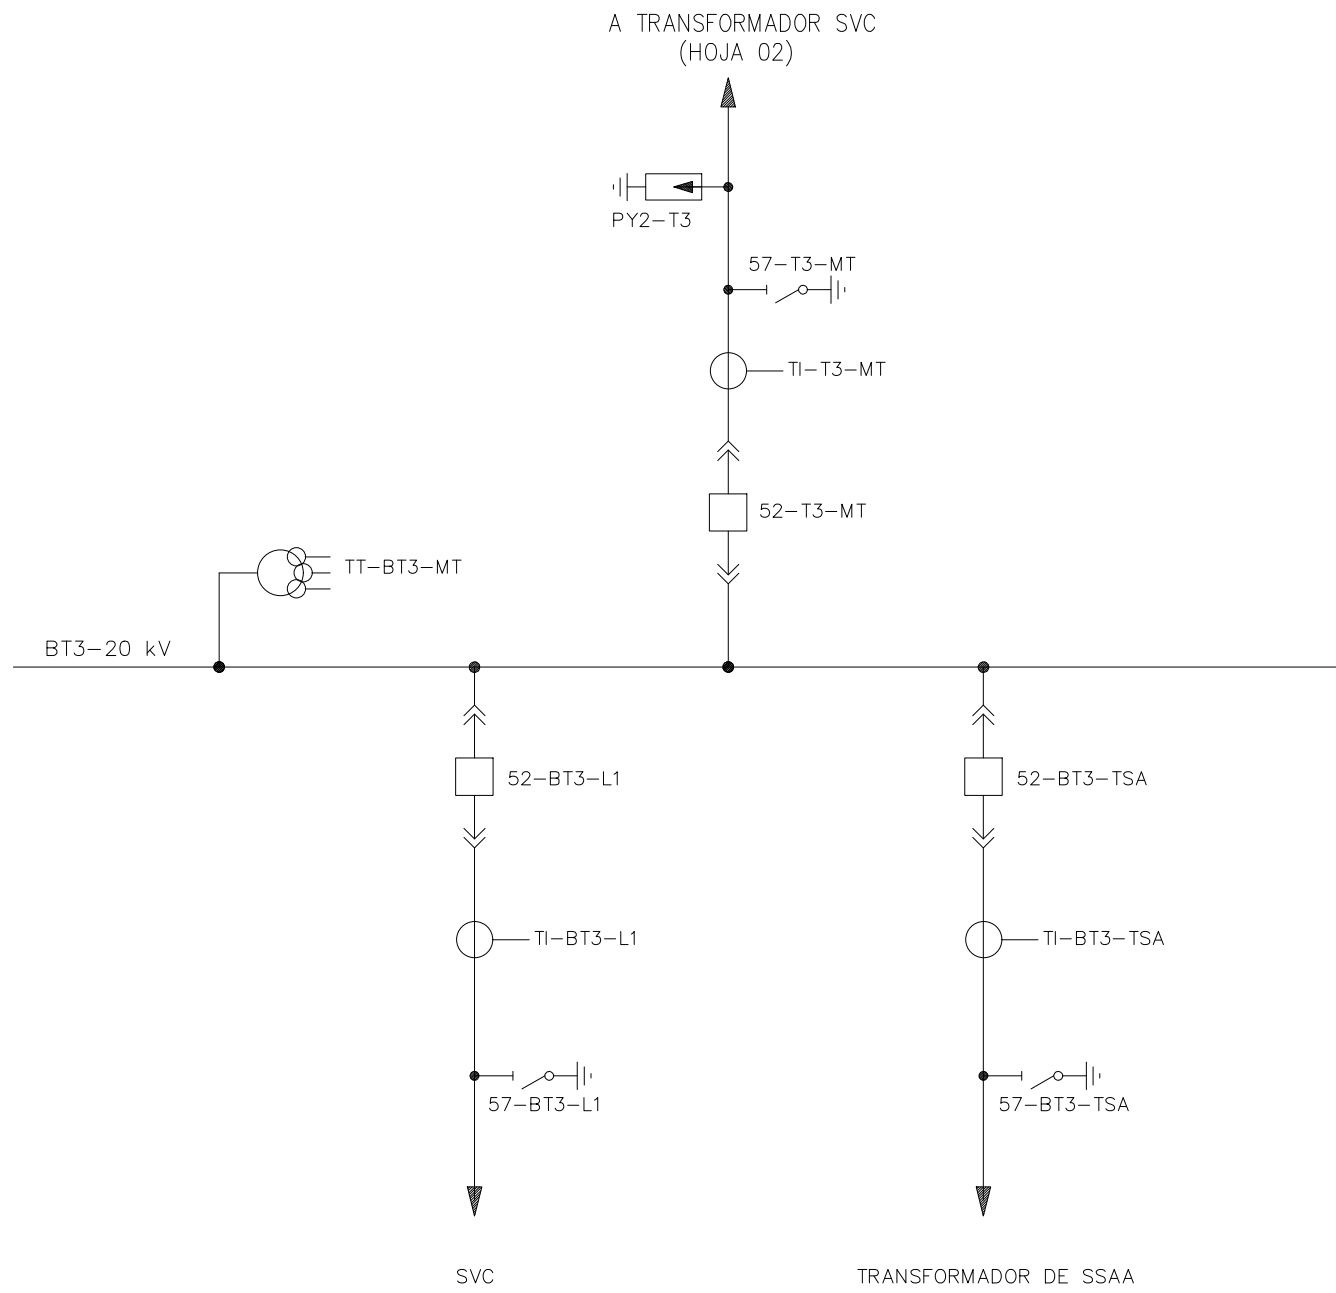 A TRANSFORMADOR SVC
(HOJA 02)
PY2-T3
57-T3-MT
TI-T3-MT
52-T3-MT
TT-BT3-MT
BT3-20 kV
52-BT3-L1
52-BT3-TSA
TI-BT3-L1
TI-BT3-TSA
57-BT3-L1
57-BT3-TSA
SVC
TRANSFORMADOR DE SSAA